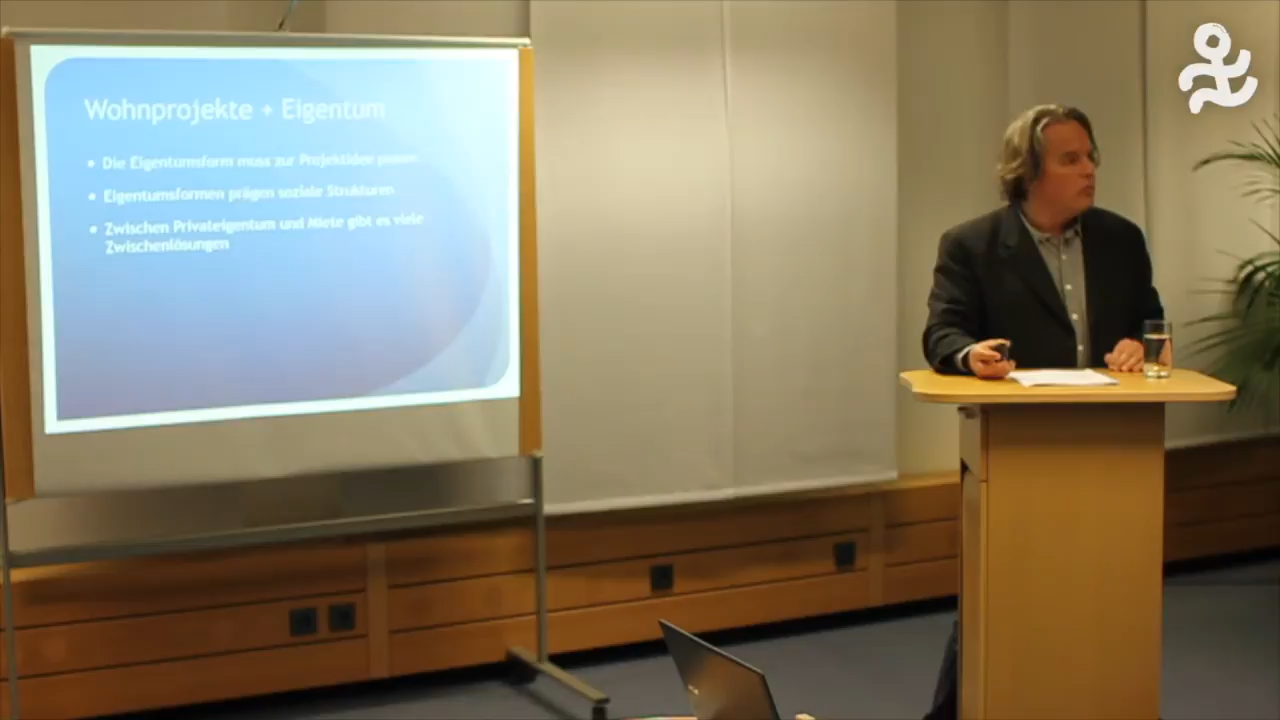 Wohnprojekte + Eigentum
• Die Eigentumsform muss zur Projektidee passen
• Eigentumsformen prägen soziale Strukturen
• Zwischen Privateigentum und Miete gibt es viele
Zwischenlösungen